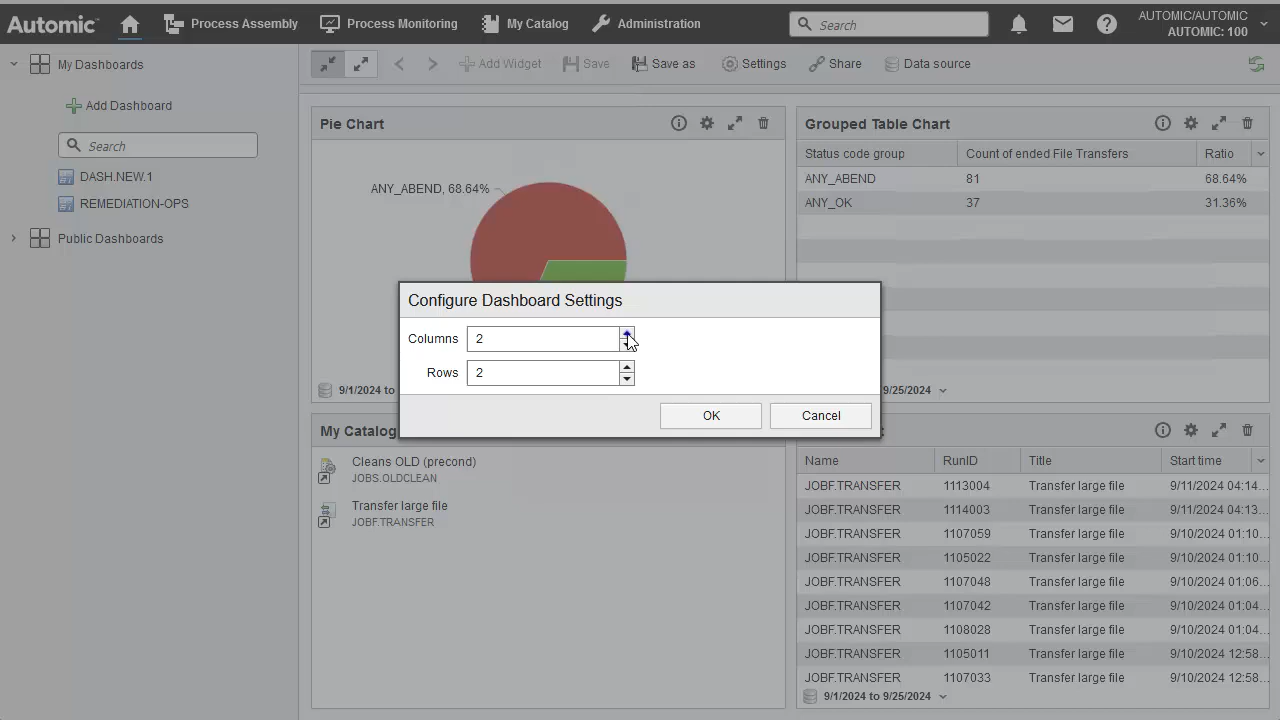 Automic
Process Assembly
Process Monitoring
My Catalog
Administration
Search
AUTOMIC/AUTOMIC
AUTOMIC: 100
My Dashboards
Add Dashboard
Search
DASH.NEW.1
REMEDIATION-OPS
Public Dashboards
Add Widget
Save
Save as
Settings
Share
Data source
Pie Chart
ANY_ABEND, 68.64%
9/1/2024 to
Grouped Table Chart
Status code group Count of ended File Transfers Ratio
ANY_ABEND 81 68.64%
ANY_OK 37 31.36%
9/25/2024
Configure Dashboard Settings
Columns 2
Rows 2
OK Cancel
My Catalog
Cleans OLD (precond)
JOBS.OLDCLEAN
Transfer large file
JOBF.TRANSFER
Name RunID Title Start time
JOBF.TRANSFER 1113004 Transfer large file 9/11/2024 04:14...
JOBF.TRANSFER 1114003 Transfer large file 9/11/2024 04:13...
JOBF.TRANSFER 1107059 Transfer large file 9/10/2024 01:10...
JOBF.TRANSFER 1105022 Transfer large file 9/10/2024 01:10...
JOBF.TRANSFER 1107048 Transfer large file 9/10/2024 01:06...
JOBF.TRANSFER 1107042 Transfer large file 9/10/2024 01:04...
JOBF.TRANSFER 1108028 Transfer large file 9/10/2024 01:04...
JOBF.TRANSFER 1105011 Transfer large file 9/10/2024 12:58...
JOBF.TRANSFER 1107033 Transfer large file 9/10/2024 12:58...
9/1/2024 to 9/25/2024